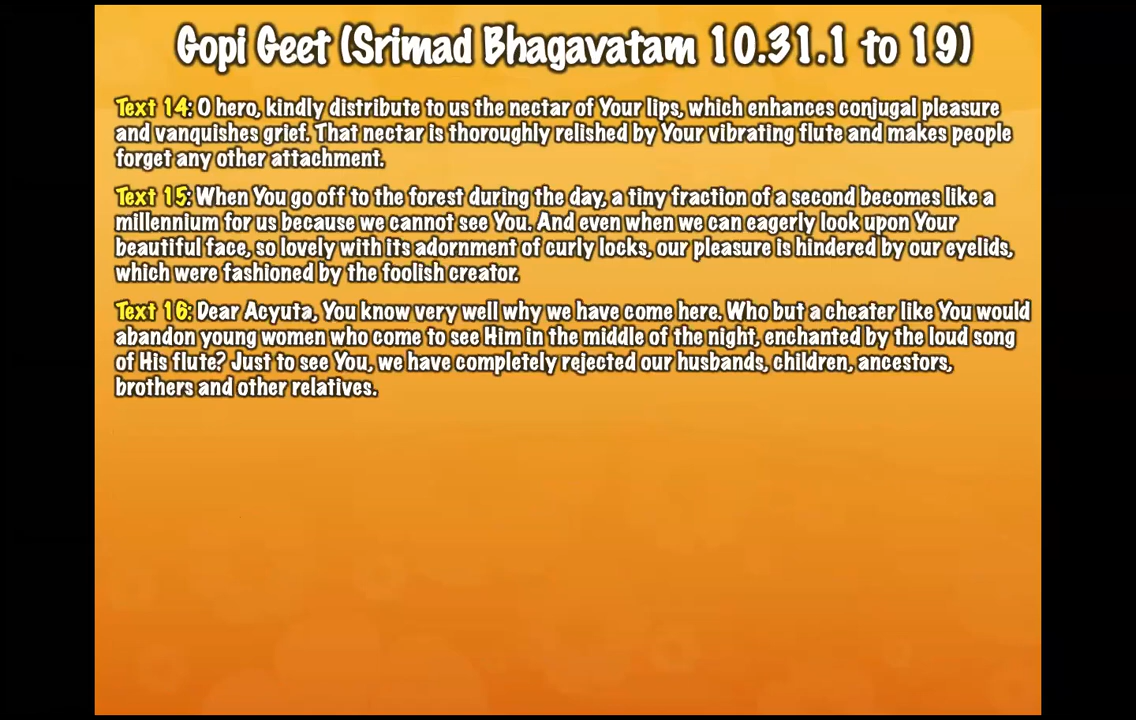 Gopi Geet (Srimad Bhagavatam 10.31.1 to 19)
Text 14: O hero, kindly distribute to us the nectar of Your lips, which enhances conjugal pleasure
and vanquishes grief. That nectar is thoroughly relished by Your vibrating flute and makes people
forget any other attachment.
Text 15: When You go off to the forest during the day, a tiny fraction of a second becomes like a
millennium for us because we cannot see You. And even when we can eagerly look upon Your
beautiful face, so lovely with its adornment of curly locks, our pleasure is hindered by our eyelids,
which were fashioned by the foolish creator.
Text 16: Dear Acyuta, You know very well why we have come here. Who but a cheater like You would
abandon young women who come to see Him in the middle of the night, enchanted by the loud song
of His flute? Just to see You, we have completely rejected our husbands, children, ancestors,
brothers and other relatives.